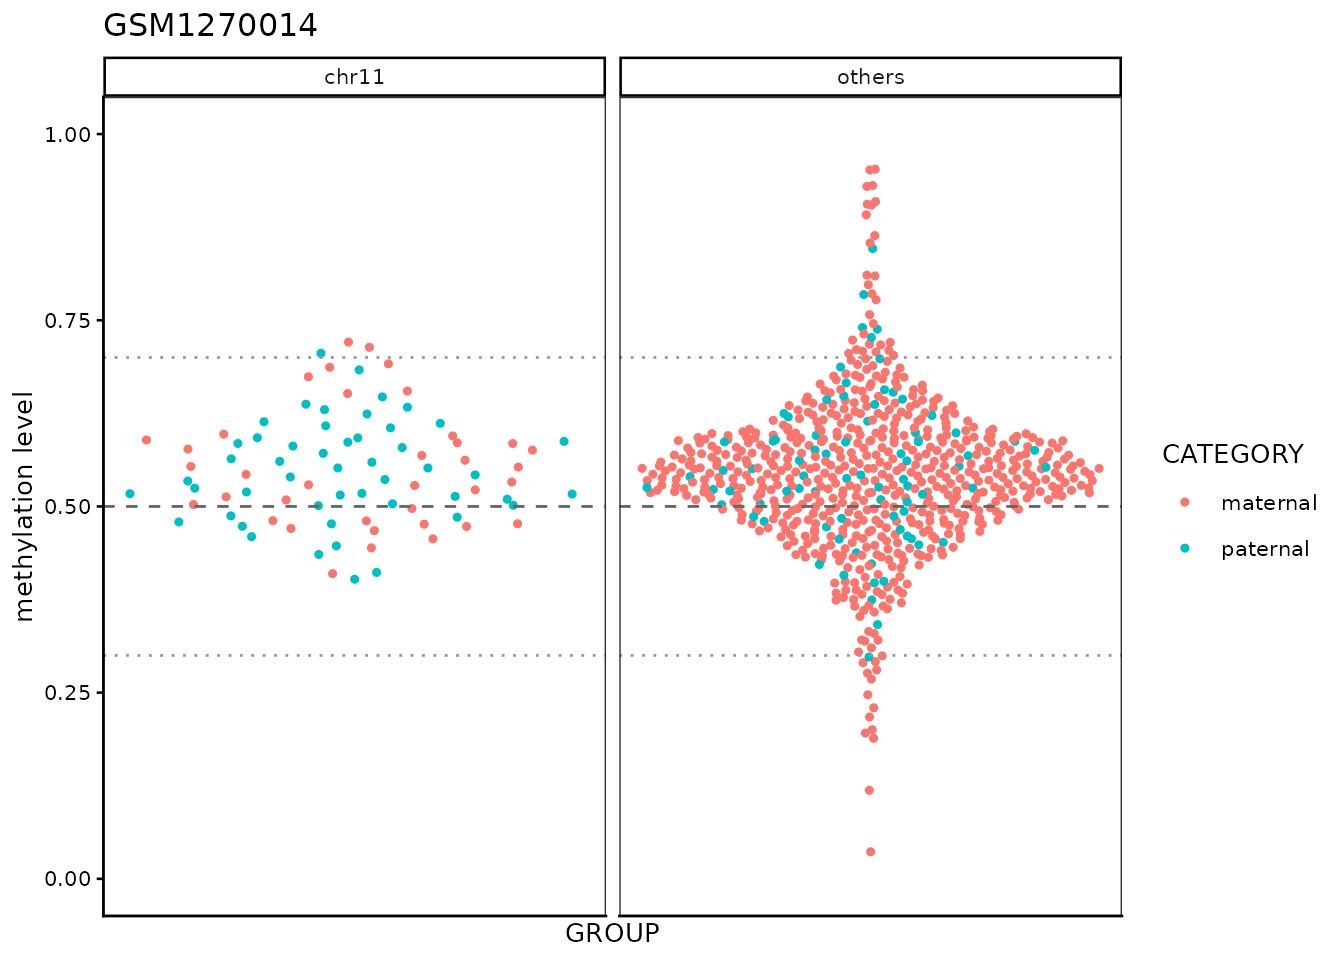 GSM1270014
chr11
others
1.00
0.75
0.50
0.25
0.00
methylation level
GROUP
CATEGORY
maternal
paternal